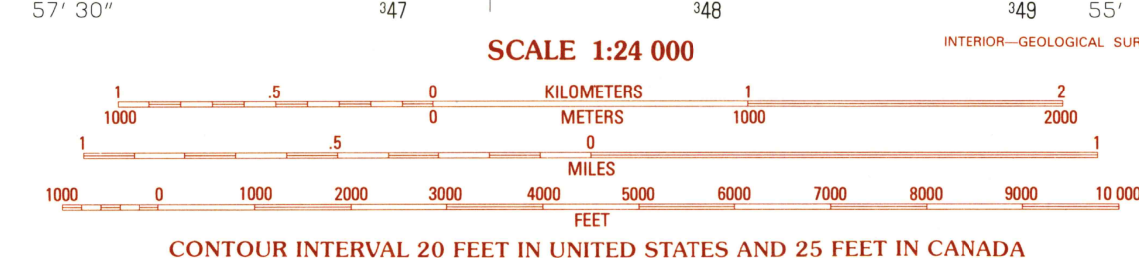 57' 30" ³47 ³48 ³49 55'
SCALE 1:24 000
INTERIOR—GEOLOGICAL SUR
1 .5 0 KILOMETERS 1 2
1000 0 METERS 1000 2000
1 .5 0 1
MILES
1000 0 1000 2000 3000 4000 5000 6000 7000 8000 9000 10 000
FEET
CONTOUR INTERVAL 20 FEET IN UNITED STATES AND 25 FEET IN CANADA